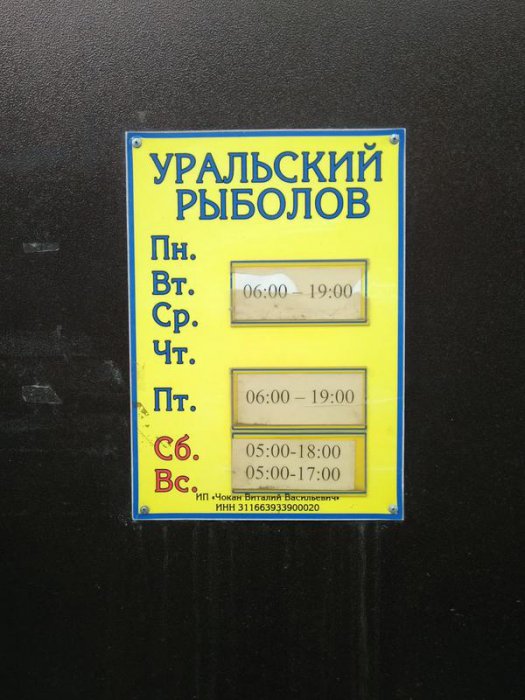 УРАЛЬСКИЙ
РЫБОЛОВ
Пн.
Вт.
06:00 – 19:00
Ср.
Чт.
Пт.
06:00 – 19:00
Сб.
05:00-18:00
Вс.
05:00-17:00
ИП «Чокан Виталий Васильевич»
ИНН 311663933900020